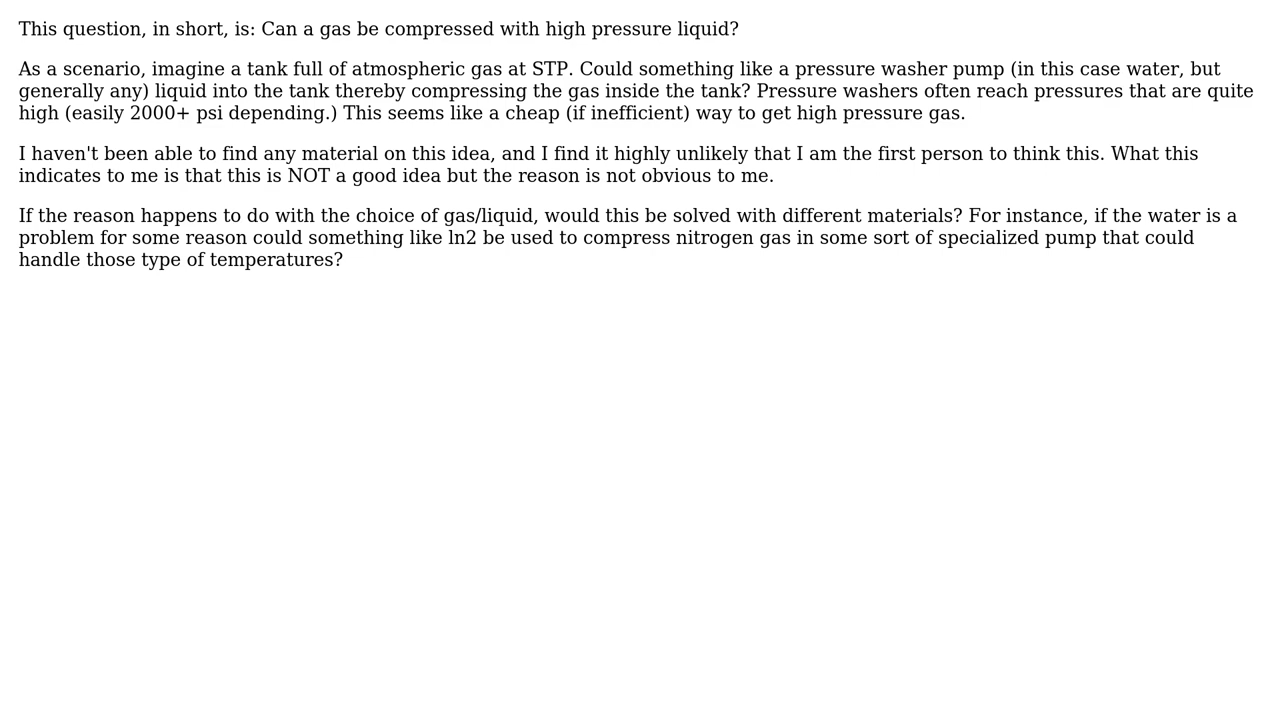 This question, in short, is: Can a gas be compressed with high pressure liquid?
As a scenario, imagine a tank full of atmospheric gas at STP. Could something like a pressure washer pump (in this case water, but
generally any) liquid into the tank thereby compressing the gas inside the tank? Pressure washers often reach pressures that are quite
high (easily 2000+ psi depending.) This seems like a cheap (if inefficient) way to get high pressure gas.
I haven't been able to find any material on this idea, and I find it highly unlikely that I am the first person to think this. What this
indicates to me is that this is NOT a good idea but the reason is not obvious to me.
If the reason happens to do with the choice of gas/liquid, would this be solved with different materials? For instance, if the water is a
problem for some reason could something like ln2 be used to compress nitrogen gas in some sort of specialized pump that could
handle those type of temperatures?